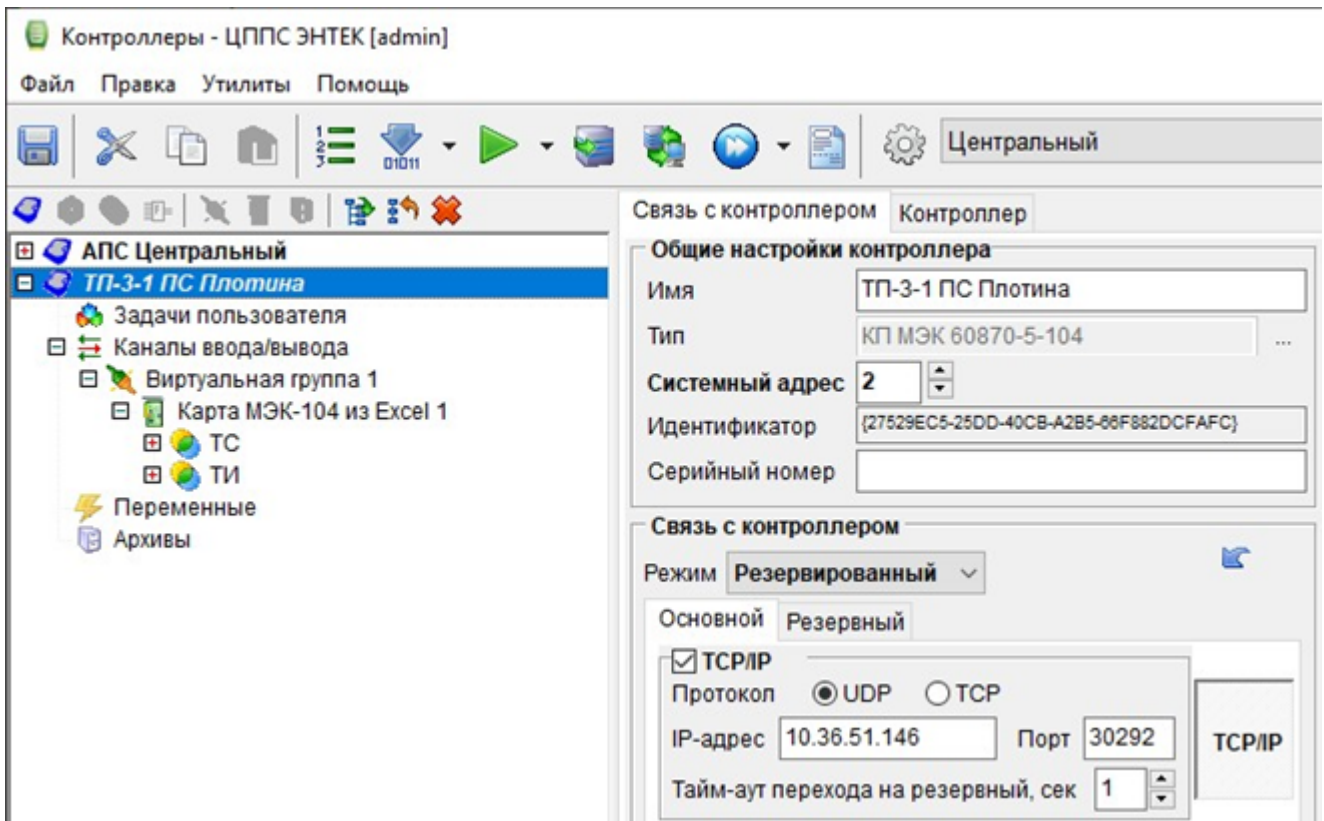 Контроллеры - ЦППС ЭНТЕК [admin]
Файл Правка Утилиты Помощь
Центральный
АПС Центральный
ТП-3-1 ПС Плотина
Задачи пользователя
Каналы ввода/вывода
Виртуальная группа 1
Карта МЭК-104 из Excel 1
ТС
ТИ
Переменные
Архивы
Связь с контроллером Контроллер
Общие настройки контроллера
Имя ТП-3-1 ПС Плотина
Тип КП МЭК 60870-5-104 ...
Системный адрес 2
Идентификатор {27529EC5-25DD-40CB-A2B5-66F882DCFAFC}
Серийный номер
Связь с контроллером
Режим Резервированный
Основной Резервный
TCP/IP
Протокол UDP TCP
IP-адрес 10.36.51.146 Порт 30292
TCP/IP
Тайм-аут перехода на резервный, сек 1